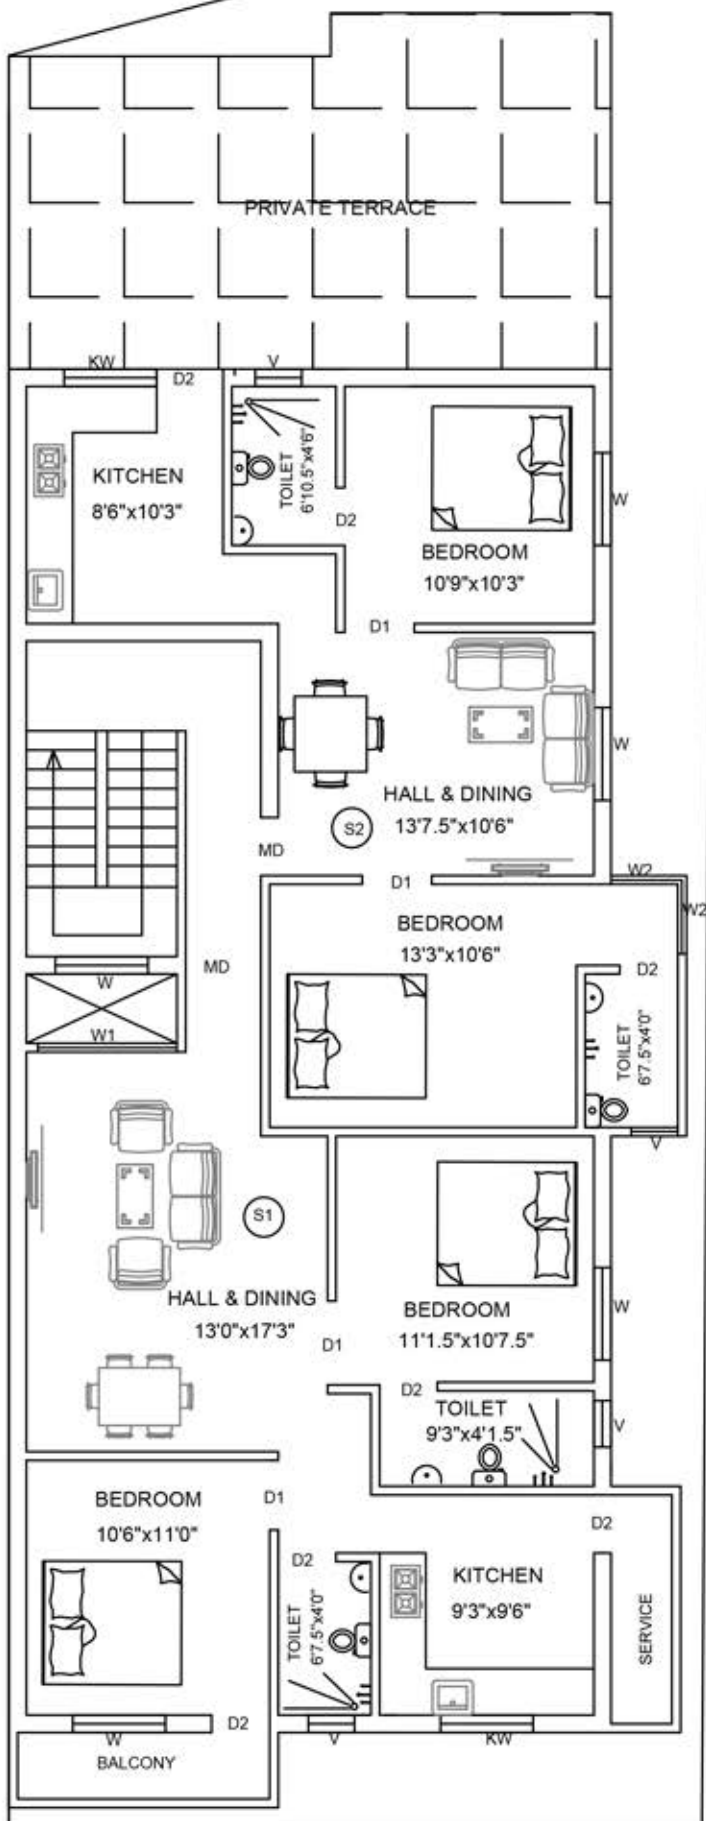 PRIVATE TERRACE
KW
D2
V
KITCHEN
8'6"x10'3"
TOILET
6'10.5"x4'6"
D2
W
BEDROOM
10'9"x10'3"
D1
W
HALL & DINING
13'7.5"x10'6"
S2
MD
D1
W2
W2
BEDROOM
13'3"x10'6"
MD
D2
W
W1
TOILET
6'7.5"x4'0"
V
S1
HALL & DINING
13'0"x17'3"
BEDROOM
11'1.5"x10'7.5"
W
D1
D2
TOILET
9'3"x4'1.5"
V
BEDROOM
10'6"x11'0"
D1
D2
D2
KITCHEN
9'3"x9'6"
TOILET
6'7.5"x4'0"
SERVICE
D2
W
V
KW
BALCONY